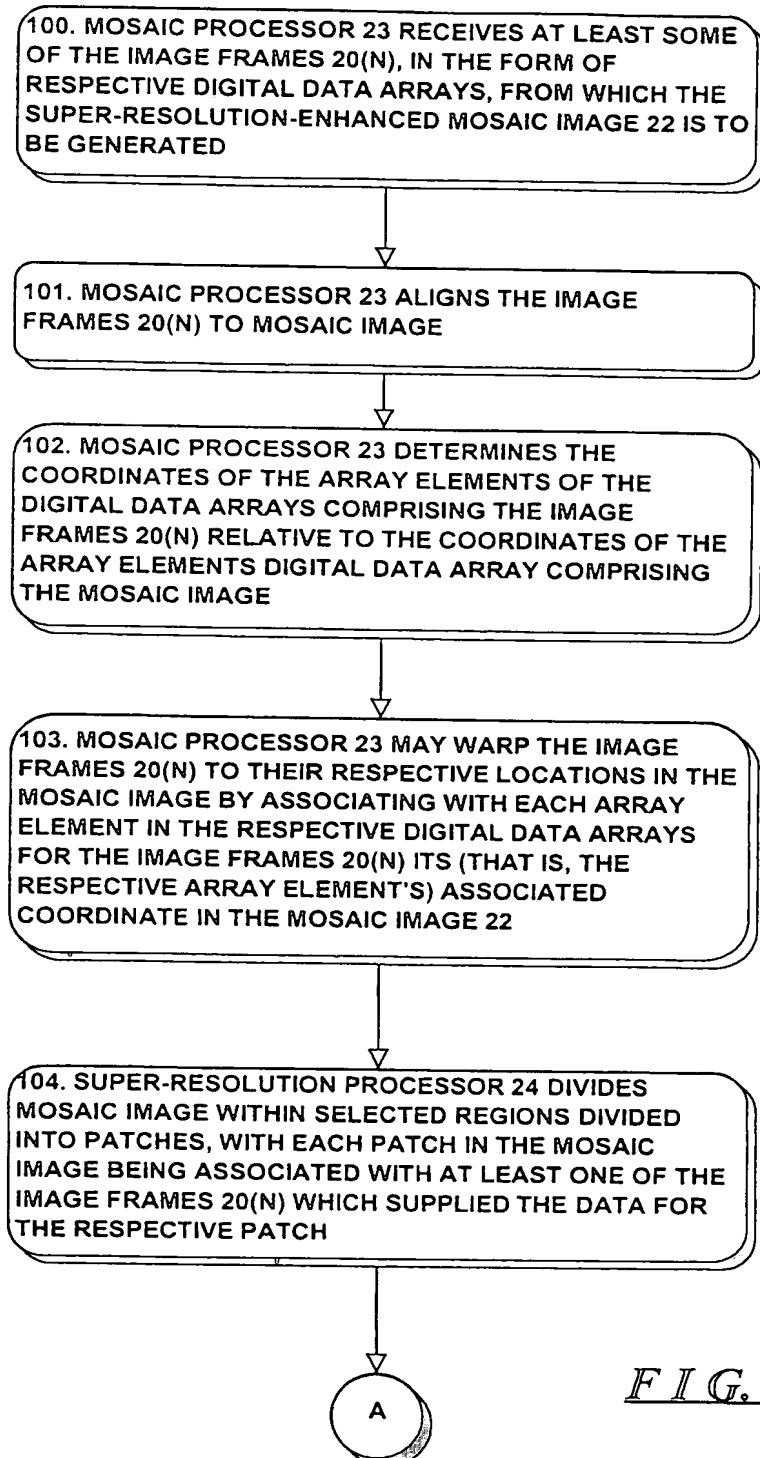 100. MOSAIC PROCESSOR 23 RECEIVES AT LEAST SOME
OF THE IMAGE FRAMES 20(N), IN THE FORM OF
RESPECTIVE DIGITAL DATA ARRAYS, FROM WHICH THE
SUPER-RESOLUTION-ENHANCED MOSAIC IMAGE 22 IS TO
BE GENERATED
101. MOSAIC PROCESSOR 23 ALIGNS THE IMAGE
FRAMES 20(N) TO MOSAIC IMAGE
102. MOSAIC PROCESSOR 23 DETERMINES THE
COORDINATES OF THE ARRAY ELEMENTS OF THE
DIGITAL DATA ARRAYS COMPRISING THE IMAGE
FRAMES 20(N) RELATIVE TO THE COORDINATES OF THE
ARRAY ELEMENTS DIGITAL DATA ARRAY COMPRISING
THE MOSAIC IMAGE
103. MOSAIC PROCESSOR 23 MAY WARP THE IMAGE
FRAMES 20(N) TO THEIR RESPECTIVE LOCATIONS IN THE
MOSAIC IMAGE BY ASSOCIATING WITH EACH ARRAY
ELEMENT IN THE RESPECTIVE DIGITAL DATA ARRAYS
FOR THE IMAGE FRAMES 20(N) ITS (THAT IS, THE
RESPECTIVE ARRAY ELEMENT'S) ASSOCIATED
COORDINATE IN THE MOSAIC IMAGE 22
104. SUPER-RESOLUTION PROCESSOR 24 DIVIDES
MOSAIC IMAGE WITHIN SELECTED REGIONS DIVIDED
INTO PATCHES, WITH EACH PATCH IN THE MOSAIC
IMAGE BEING ASSOCIATED WITH AT LEAST ONE OF THE
IMAGE FRAMES 20(N) WHICH SUPPLIED THE DATA FOR
THE RESPECTIVE PATCH
A
FIG.